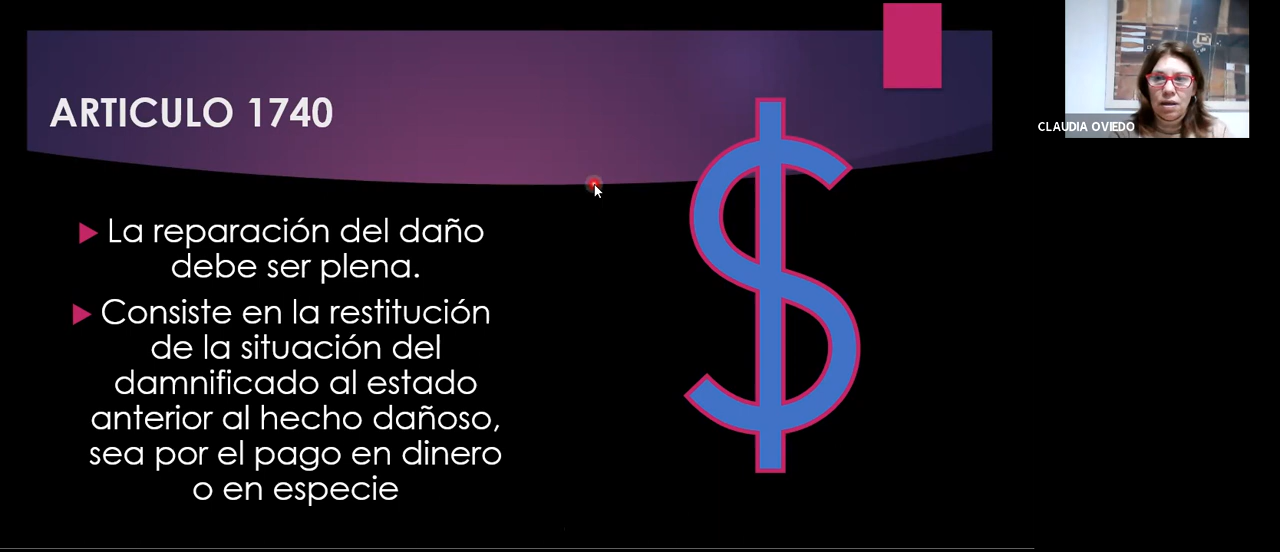 ARTICULO 1740
La reparación del daño
debe ser plena.
Consiste en la restitución
de la situación del
damnificado al estado
anterior al hecho dañoso,
sea por el pago en dinero
o en especie
$
CLAUDIA OVIEDO